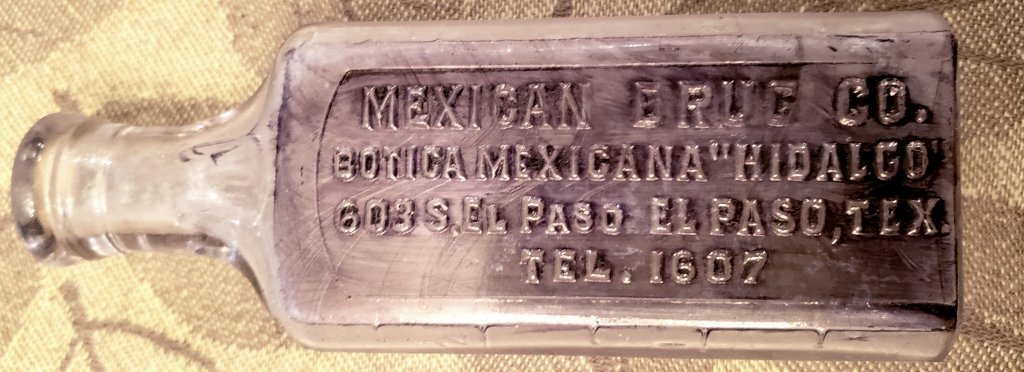 MEXICAN DRUG CO.
BOTICA MEXICANA "HIDALGO"
603 S. EL PASO EL PASO, TEX.
TEL. 1607